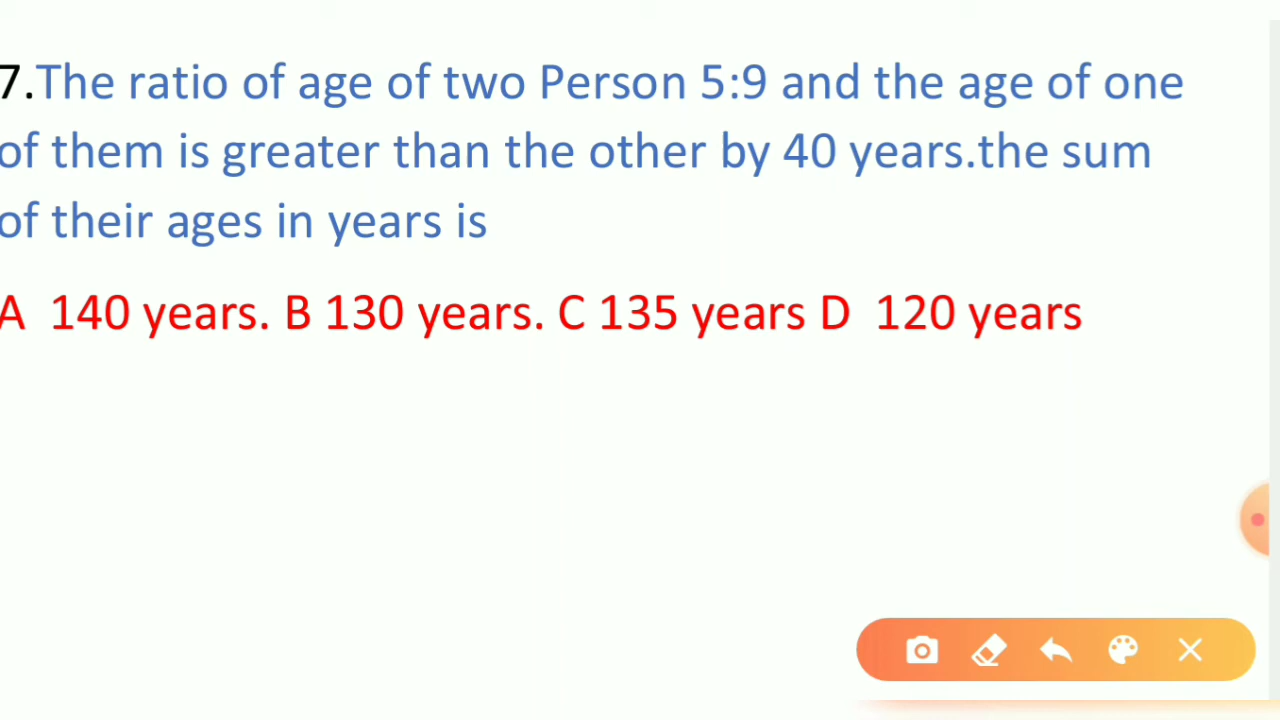 7.The ratio of age of two Person 5:9 and the age of one
of them is greater than the other by 40 years.the sum
of their ages in years is
A  140 years. B 130 years. C 135 years D  120 years